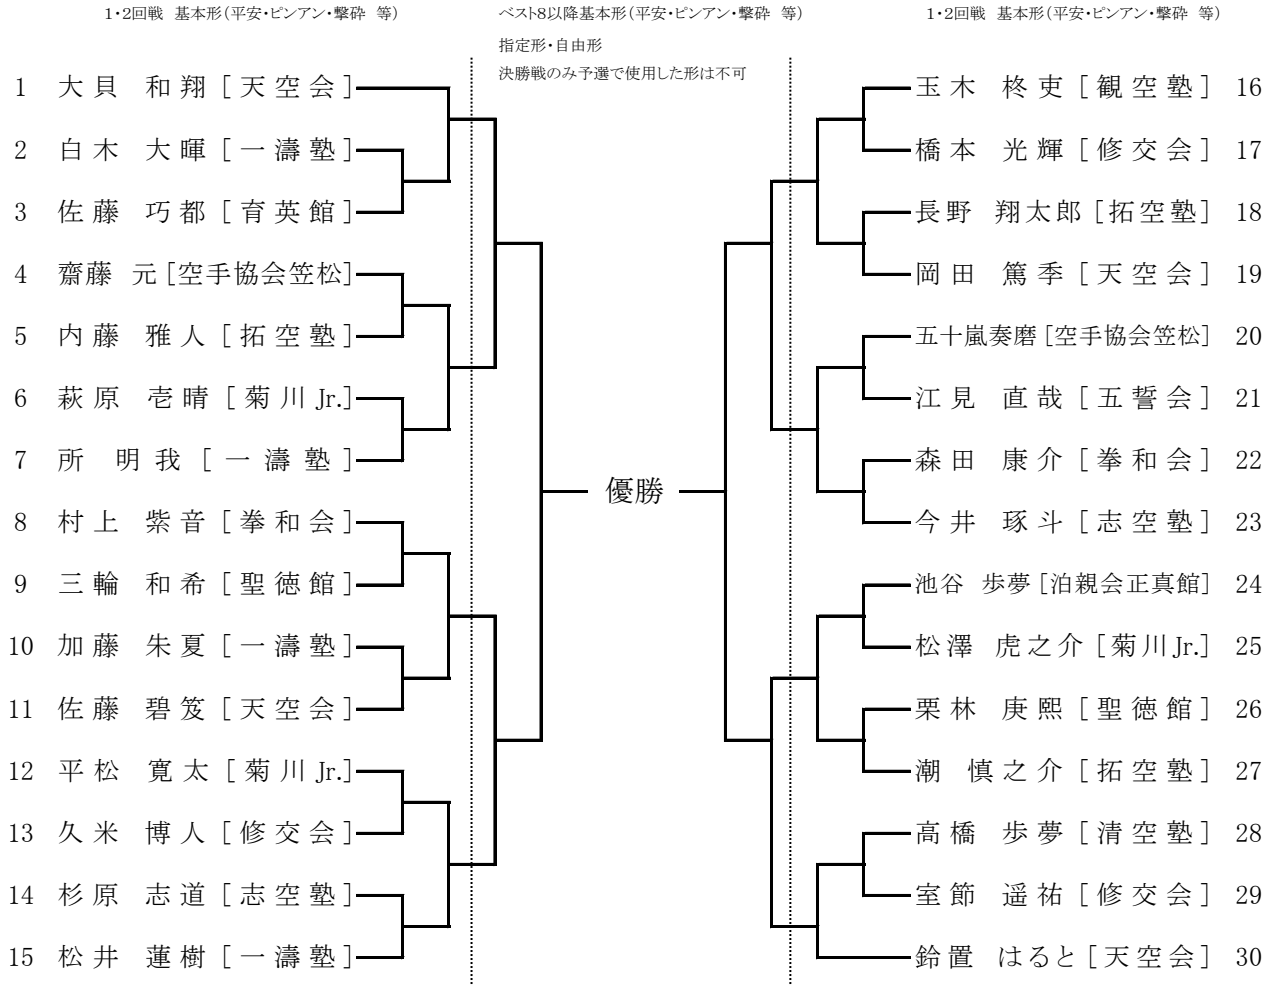 1・2回戦 基本形(平安・ピンアン・撃砕 等)
ベスト8以降基本形(平安・ピンアン・撃砕 等)
指定形・自由形
決勝戦のみ予選で使用した形は不可
1・2回戦 基本形(平安・ピンアン・撃砕 等)
1 大貝 和翔[天空会]
2 白木 大暉[一濤塾]
3 佐藤 巧都[育英館]
4 齋藤 元[空手協会笠松]
5 内藤 雅人[拓空塾]
6 萩原 壱晴[菊川Jr.]
7 所 明我[一濤塾]
8 村上 紫音[拳和会]
9 三輪 和希[聖徳館]
10 加藤 朱夏[一濤塾]
11 佐藤 碧笈[天空会]
12 平松 寛太[菊川Jr.]
13 久米 博人[修交会]
14 杉原 志道[志空塾]
15 松井 蓮樹[一濤塾]
優勝
玉木 柊吏[観空塾] 16
橋本 光輝[修交会] 17
長野 翔太郎[拓空塾] 18
岡田 篤季[天空会] 19
五十嵐奏磨[空手協会笠松] 20
江見 直哉[五誓会] 21
森田 康介[拳和会] 22
今井 琢斗[志空塾] 23
池谷 歩夢[泊親会正真館] 24
松澤 虎之介[菊川Jr.] 25
栗林 庚熙[聖徳館] 26
潮 慎之介[拓空塾] 27
高橋 歩夢[清空塾] 28
室節 遥祐[修交会] 29
鈴置 はると[天空会] 30